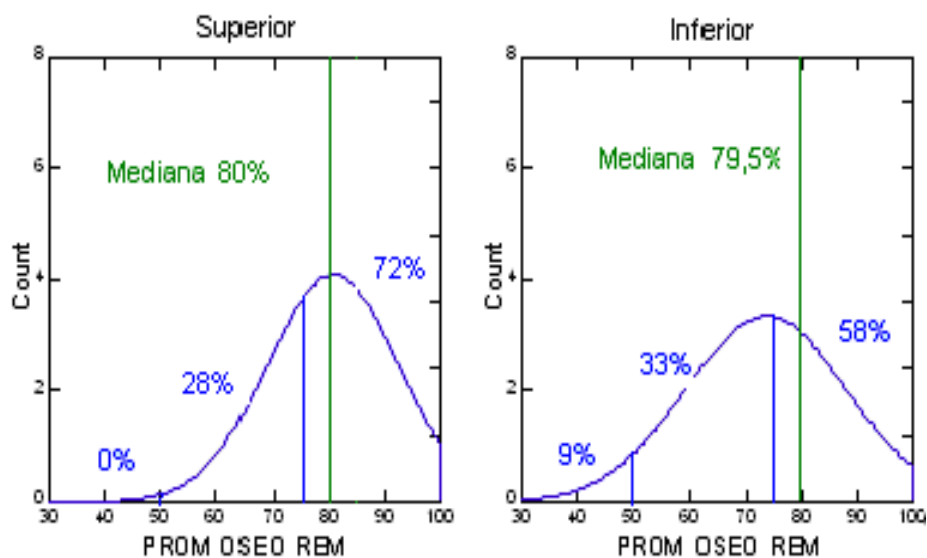 Superior
8
6
4
2
0
Count
Mediana 80%
72%
28%
0%
30 40 50 60 70 80 90 100
PROM OSEO REM
Inferior
8
6
4
2
0
Count
Mediana 79,5%
58%
33%
9%
30 40 50 60 70 80 90 100
PROM OSEO REM